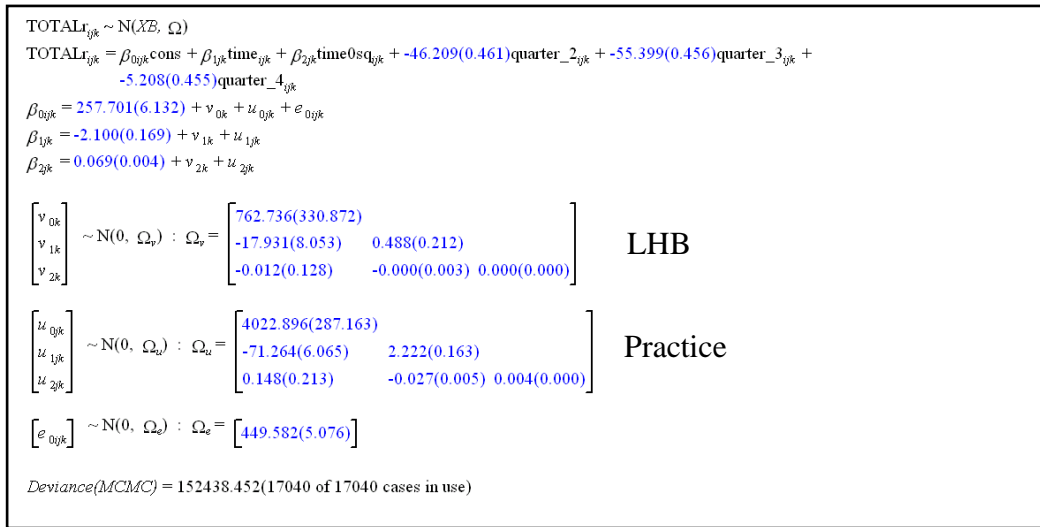 TOTALr_ijk ~ N(XB, Ω)
TOTALr_ijk = β_0ijk cons + β_1jk time_ijk + β_2jk time0sq_ijk + -46.209(0.461)quarter_2_ijk + -55.399(0.456)quarter_3_ijk +
-5.208(0.455)quarter_4_ijk
β_0ijk = 257.701(6.132) + v_0k + u_0jk + e_0ijk
β_1jk = -2.100(0.169) + v_1k + u_1jk
β_2jk = 0.069(0.004) + v_2k + u_2jk
[v_0k] 762.736(330.872)
[v_1k] ~ N(0, Ω_v) : Ω_v = -17.931(8.053) 0.488(0.212) LHB
[v_2k] -0.012(0.128) -0.000(0.003) 0.000(0.000)
[u_0jk] 4022.896(287.163)
[u_1jk] ~ N(0, Ω_u) : Ω_u = -71.264(6.065) 2.222(0.163) Practice
[u_2jk] 0.148(0.213) -0.027(0.005) 0.004(0.000)
[e_0ijk] ~ N(0, Ω_e) : Ω_e = [449.582(5.076)]
Deviance(MCMC) = 152438.452(17040 of 17040 cases in use)